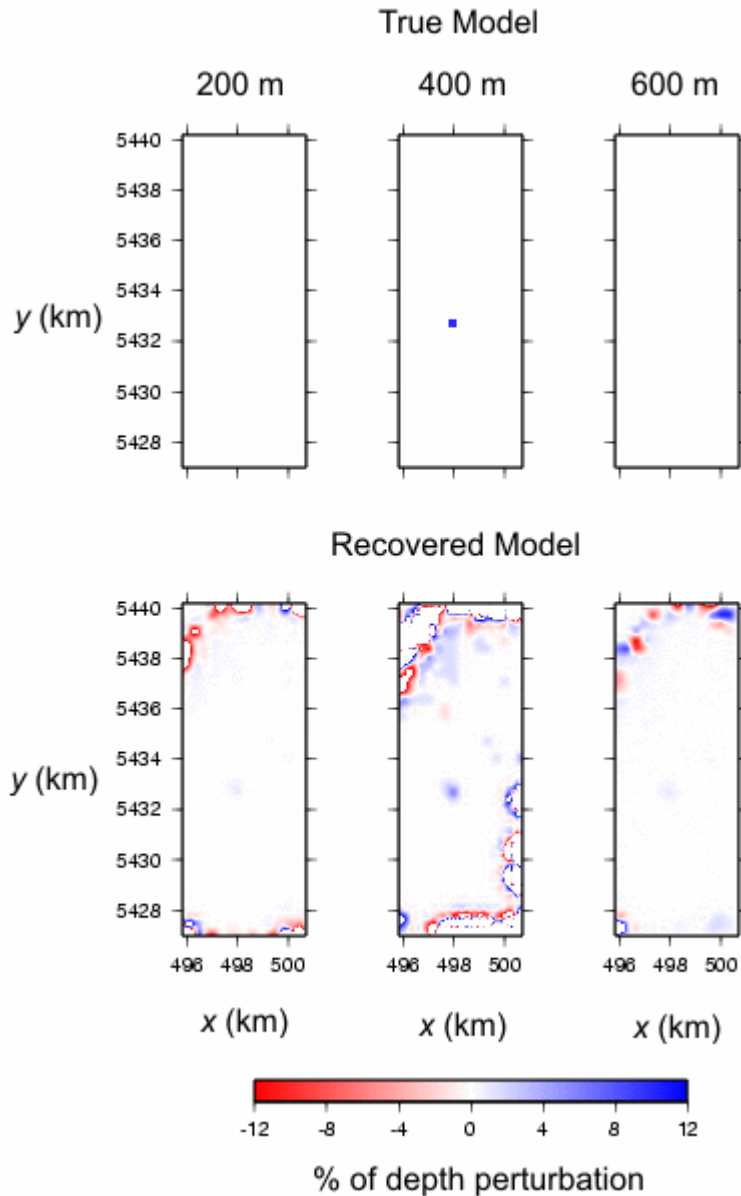 True Model
200 m 400 m 600 m
5440
5438
5436
5434
y (km)
5432
5430
5428
Recovered Model
5440
5438
5436
5434
y (km)
5432
5430
5428
496 498 500 496 498 500 496 498 500
x (km) x (km) x (km)
-12 -8 -4 0 4 8 12
% of depth perturbation